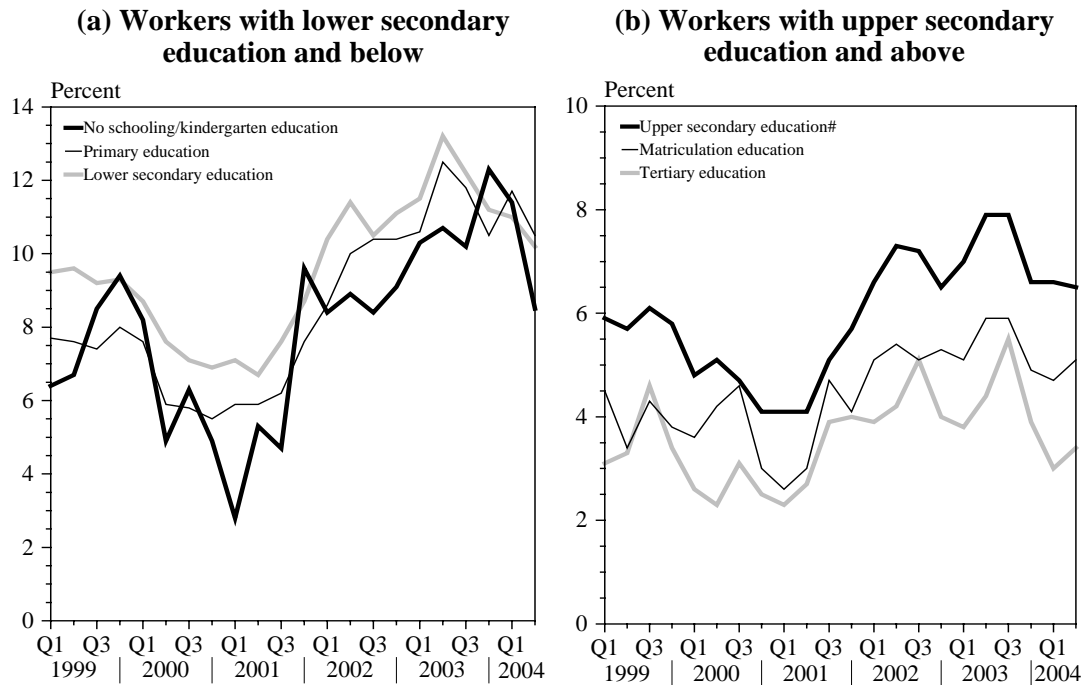 (a) Workers with lower secondary
education and below
Percent
14
12
10
8
6
4
2
0
No schooling/kindergarten education
Primary education
Lower secondary education
Q1 Q3 Q1 Q3 Q1 Q3 Q1 Q3 Q1 Q3 Q1
1999 2000 2001 2002 2003 2004
(b) Workers with upper secondary
education and above
Percent
10
8
6
4
2
0
Upper secondary education#
Matriculation education
Tertiary education
Q1 Q3 Q1 Q3 Q1 Q3 Q1 Q3 Q1 Q3 Q1
1999 2000 2001 2002 2003 2004